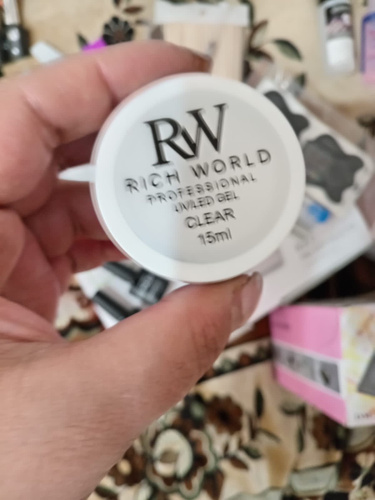 RW
RICH WORLD
PROFESSIONAL
UV/LED GEL
CLEAR
15ml